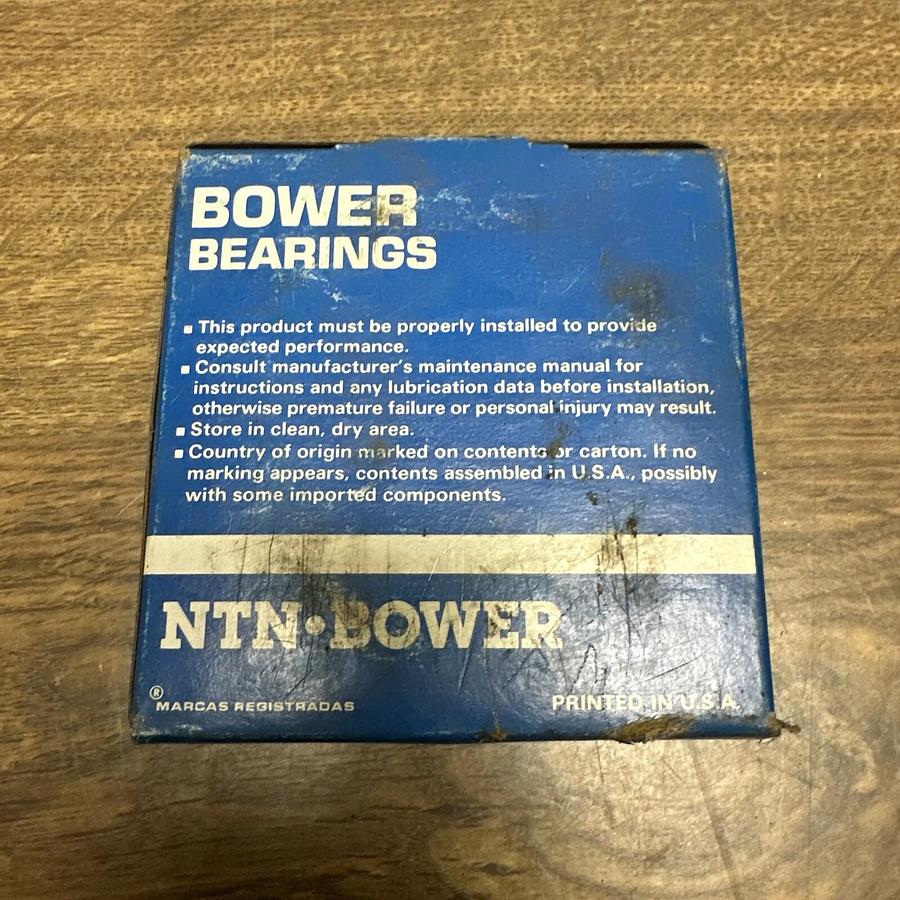 BOWER
BEARINGS
▪ This product must be properly installed to provide
expected performance.
▪ Consult manufacturer's maintenance manual for
instructions and any lubrication data before installation,
otherwise premature failure or personal injury may result.
▪ Store in clean, dry area.
▪ Country of origin marked on contents or carton. If no
marking appears, contents assembled in U.S.A., possibly
with some imported components.
NTN•BOWER
®
MARCAS REGISTRADAS
PRINTED IN U.S.A.